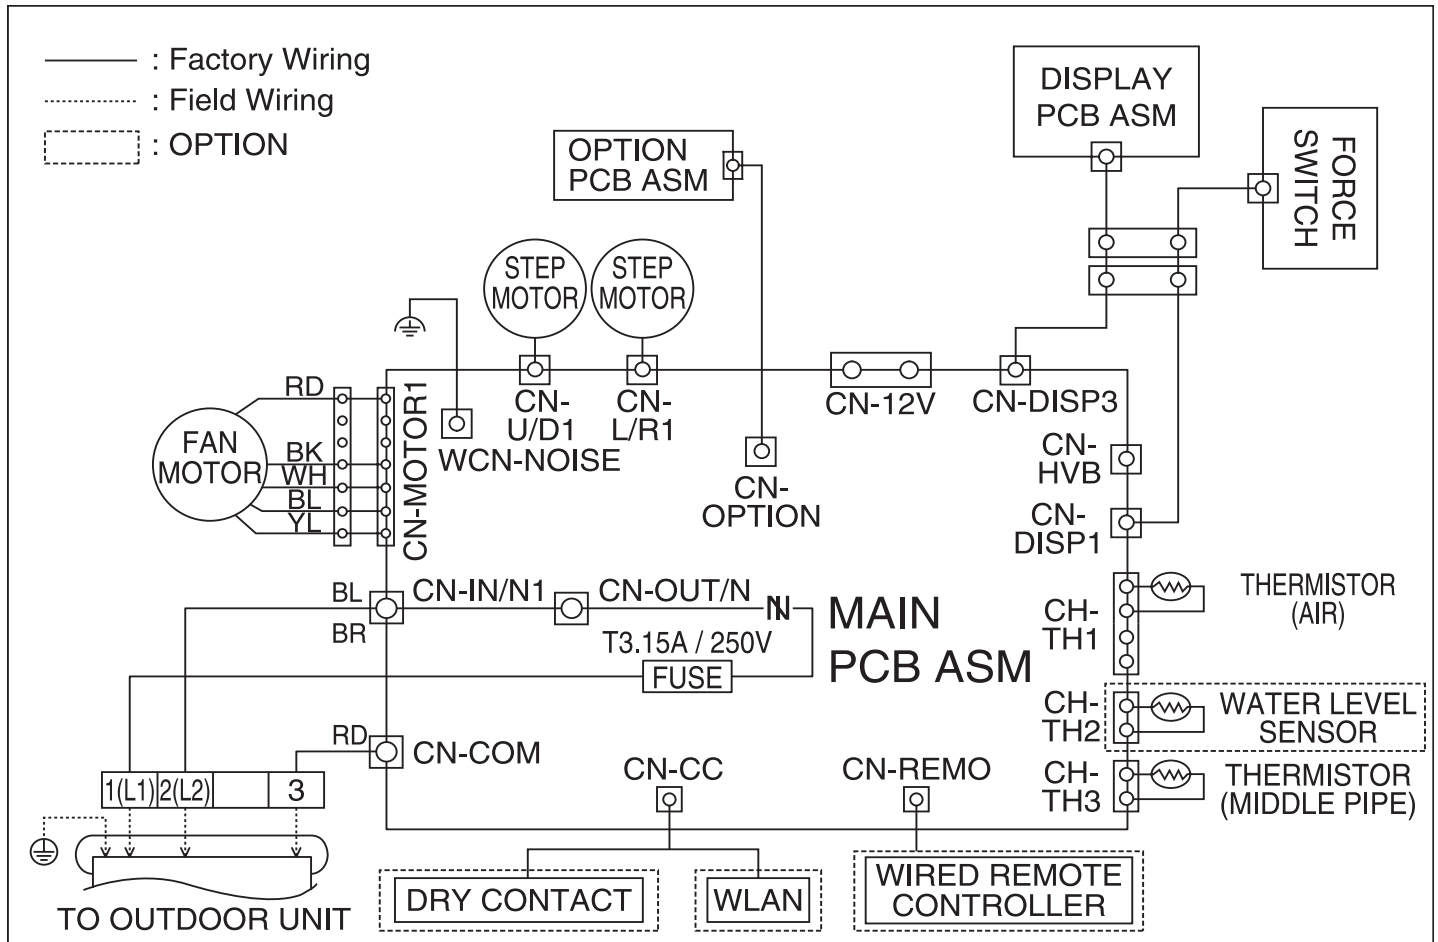 : Factory Wiring
: Field Wiring
: OPTION
OPTION
PCB ASM
DISPLAY
PCB ASM
FORCE
SWITCH
STEP
MOTOR
STEP
MOTOR
RD
FAN
MOTOR
BK
WH
BL
YL
CN-MOTOR1
WCN-NOISE
CN-
U/D1
CN-
L/R1
CN-
OPTION
CN-12V
CN-DISP3
CN-
HVB
CN-
DISP1
BL
BR
CN-IN/N1
CN-OUT/N
T3.15A / 250V
FUSE
MAIN
PCB ASM
CH-
TH1
THERMISTOR
(AIR)
CH-
TH2
WATER LEVEL
SENSOR
CH-
TH3
THERMISTOR
(MIDDLE PIPE)
RD
CN-COM
CN-CC
CN-REMO
1(L1) 2(L2) 3
TO OUTDOOR UNIT
DRY CONTACT
WLAN
WIRED REMOTE
CONTROLLER